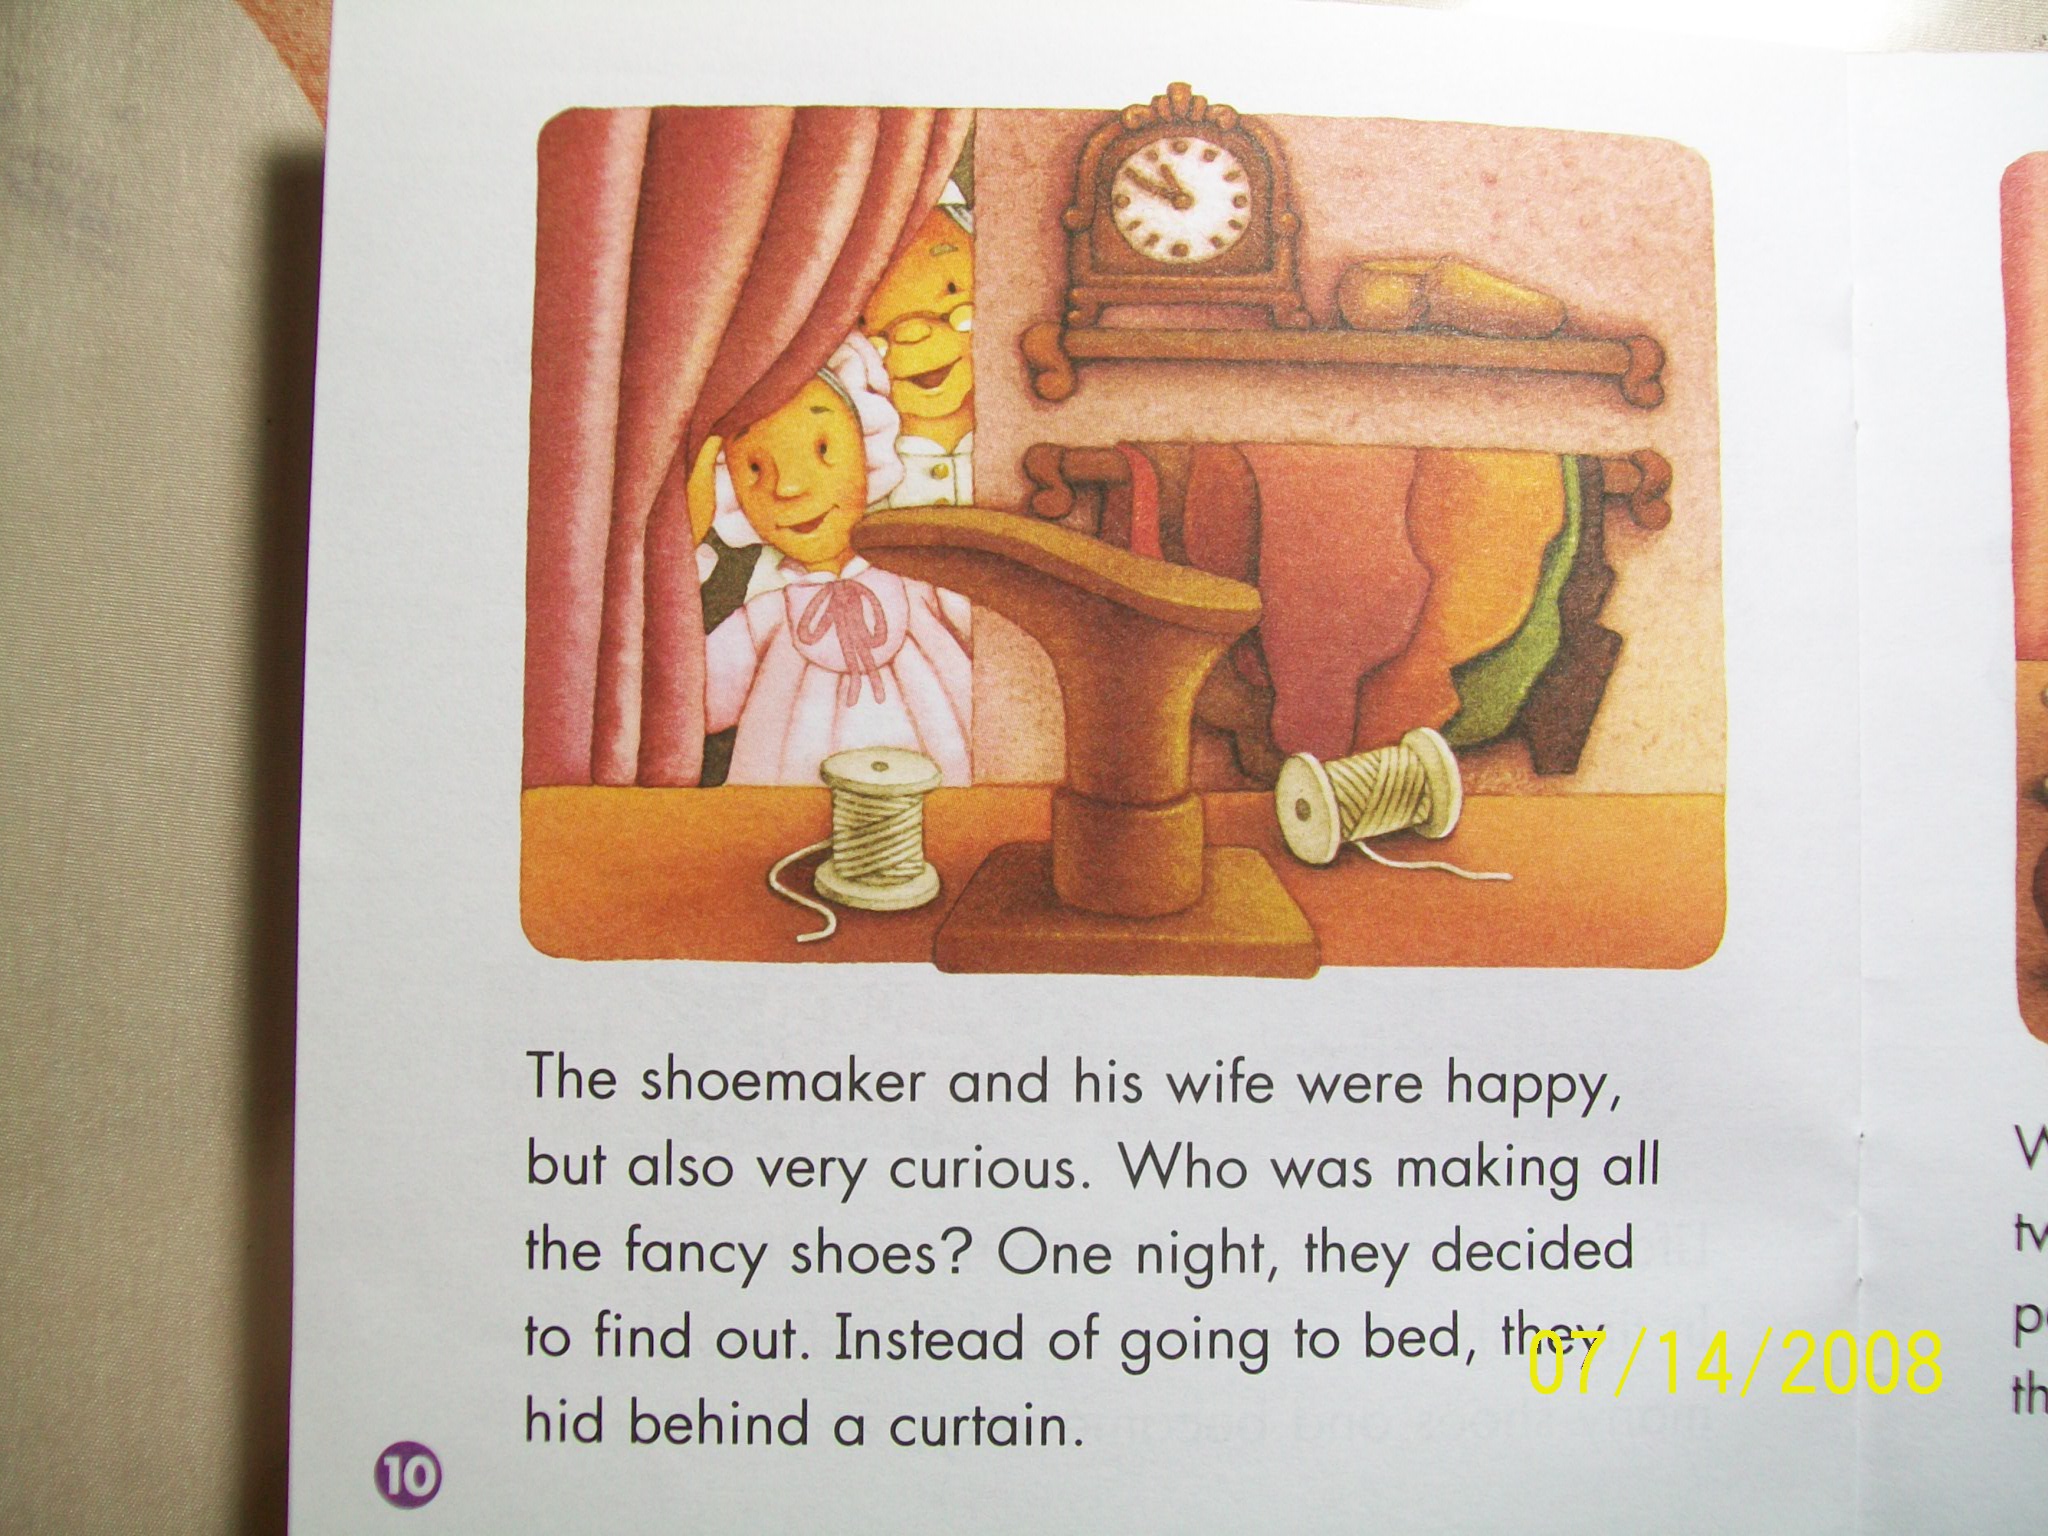 The shoemaker and his wife were happy,
but also very curious. Who was making all
the fancy shoes? One night, they decided
to find out. Instead of going to bed, they
hid behind a curtain.
10
07/14/2008